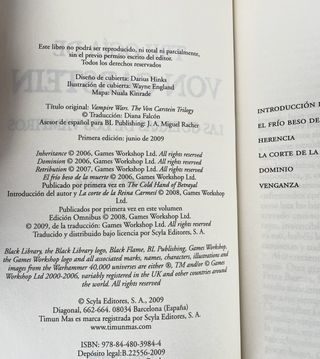 Este libro no podrá ser reproducido, ni total ni parcialmente,
sin el previo permiso escrito del editor.
Todos los derechos reservados
Diseño de cubierta: Darius Hinks
Ilustración de cubierta: Wayne England
Mapa: Nuala Kinrade
Título original: Vampire Wars. The Von Carstein Trilogy
© Traducción: Diana Falcón
Asesor de español para BL Publishing: J. A. Miguel Racher
Primera edición: junio de 2009
Inheritance © 2006, Games Workshop Ltd. All rights reserved
Dominion © 2006, Games Workshop Ltd. All rights reserved
Retribution © 2007, Games Workshop Ltd. All rights reserved
El frío beso de la muerte © 2006, Games Workshop Ltd.
Publicado por primera vez en The Cold Hand of Betrayal
Introducción del autor y La corte de la Reina Carmesí © 2008, Games
Workshop Ltd.
Publicados por primera vez en este volumen
Edición Omnibus © 2008, Games Workshop Ltd.
© 2009, de la traducción: Games Workshop Ltd. All rights reserved
Traducido y distribuido bajo licencia por Scyla Editores, S. A.
Black Library, the Black Library logo, Black Flame, BL Publishing, Games Workshop,
the Games Workshop logo and all associated marks, names, characters, illustrations and
images from the Warhammer 40,000 universes are either ®, TM and/or © Games
Workshop Ltd 2000-2006, variably registered in the UK and other countries around
the world. All rights reserved
© Scyla Editores, S. A., 2009
Diagonal, 662-664. 08034 Barcelona (España)
Timun Mas es marca registrada por Scyla Editores, S. A.
www.timunmas.com
ISBN: 978-84-480-3984-4
Depósito legal: B.22556-2009
INTRODUCCIÓN
EL FRÍO BESO DE
HERENCIA
LA CORTE DE LA
DOMINIO
VENGANZA